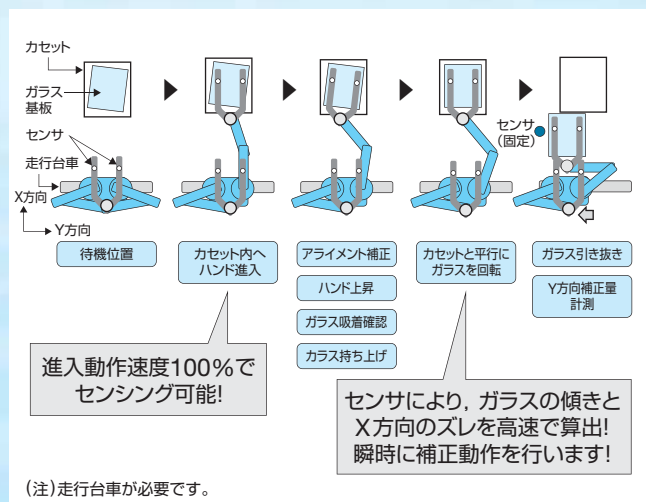 カセット
ガラス
基板
センサ
走行台車
X方向
Y方向
センサ
(固定)
待機位置
カセット内へ
ハンド進入
アライメント補正
ハンド上昇
ガラス吸着確認
カラス持ち上げ
カセットと平行に
ガラスを回転
ガラス引き抜き
Y方向補正量
計測
進入動作速度100%で
センシング可能!
センサにより, ガラスの傾きと
X方向のズレを高速で算出!
瞬時に補正動作を行います!
(注)走行台車が必要です。